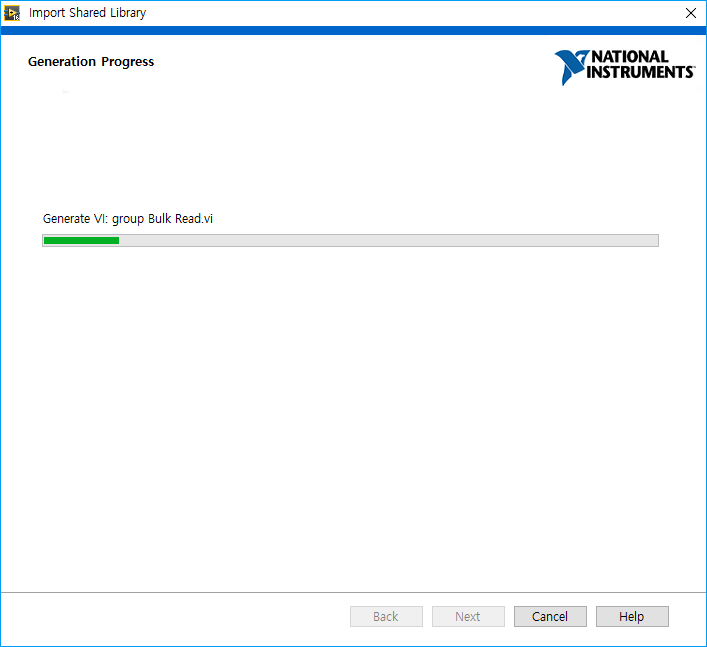 Import Shared Library
Generation Progress
NATIONAL
INSTRUMENTS
Generate VI: group Bulk Read.vi
Back
Next
Cancel
Help